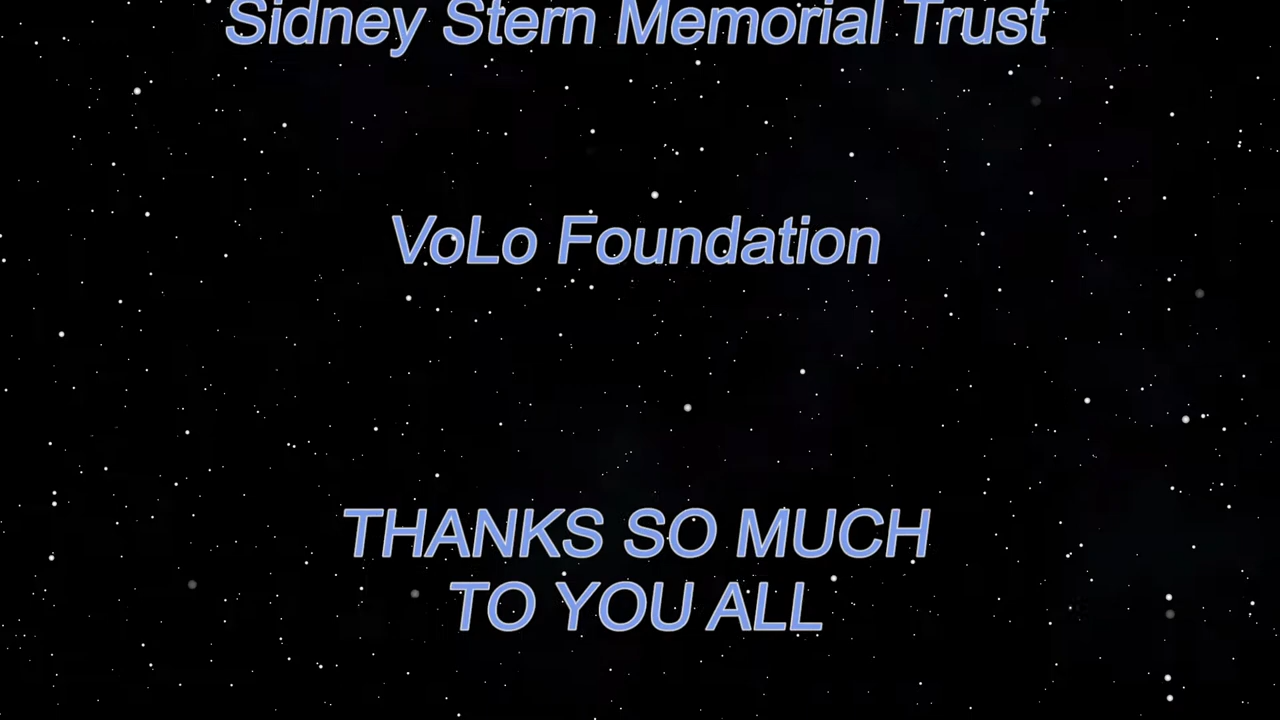 Sidney Stern Memorial Trust
VoLo Foundation
THANKS SO MUCH
TO YOU ALL